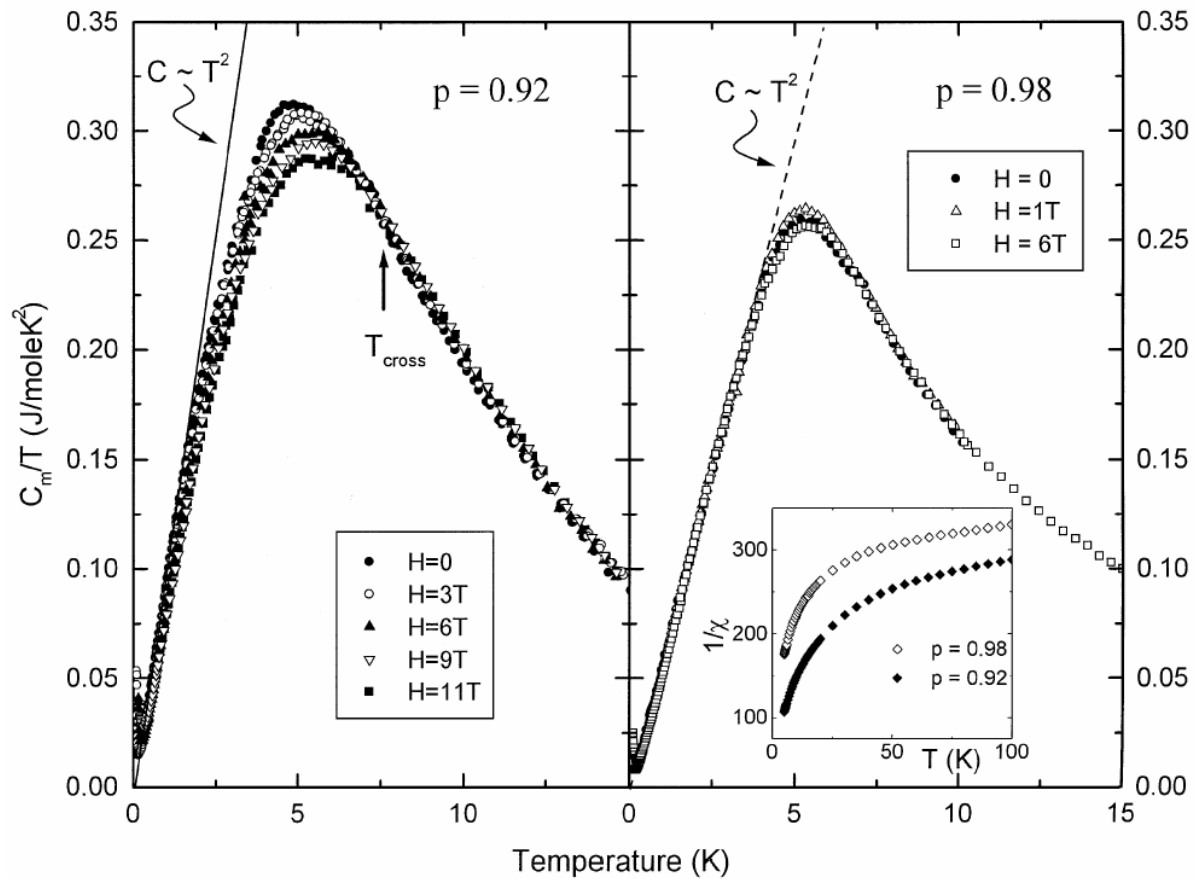 0.35
0.30
0.25
0.20
0.15
0.10
0.05
0.00
C_m/T (J/moleK²)
C ~ T²
p = 0.92
T_cross
H=0
H=3T
H=6T
H=9T
H=11T
0
5
10
C ~ T²
p = 0.98
H = 0
H =1T
H = 6T
300
200
100
1/χ
p = 0.98
p = 0.92
0
50
100
T (K)
0
5
10
15
0.35
0.30
0.25
0.20
0.15
0.10
0.05
0.00
Temperature (K)